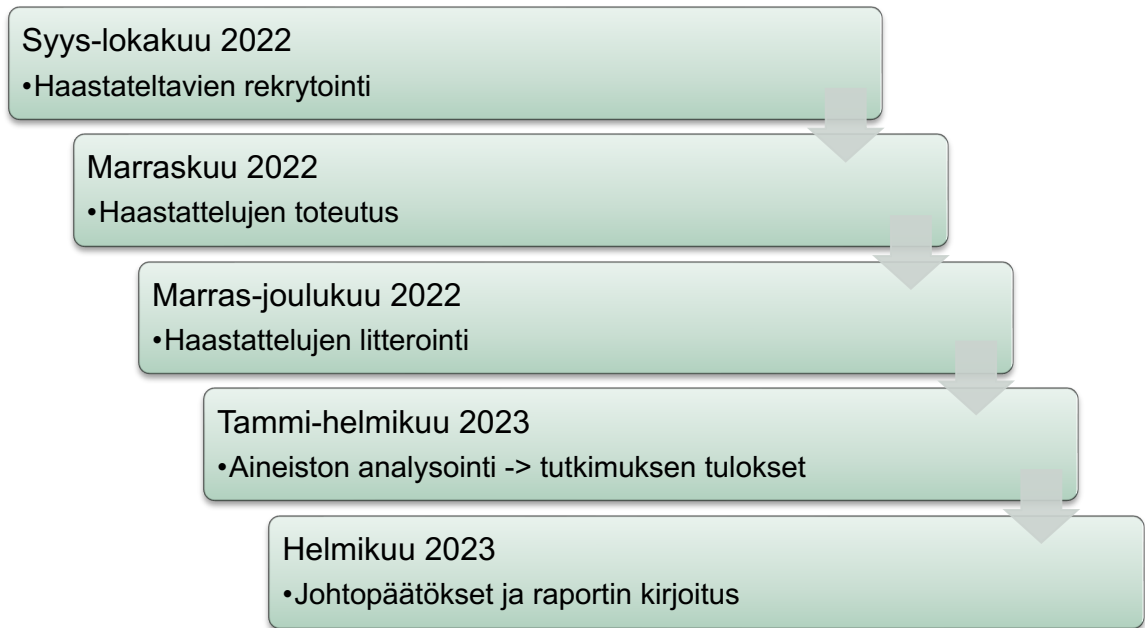 Syys-lokakuu 2022
•Haastateltavien rekrytointi
Marraskuu 2022
•Haastattelujen toteutus
Marras-joulukuu 2022
•Haastattelujen litterointi
Tammi-helmikuu 2023
•Aineiston analysointi -> tutkimuksen tulokset
Helmikuu 2023
•Johtopäätökset ja raportin kirjoitus